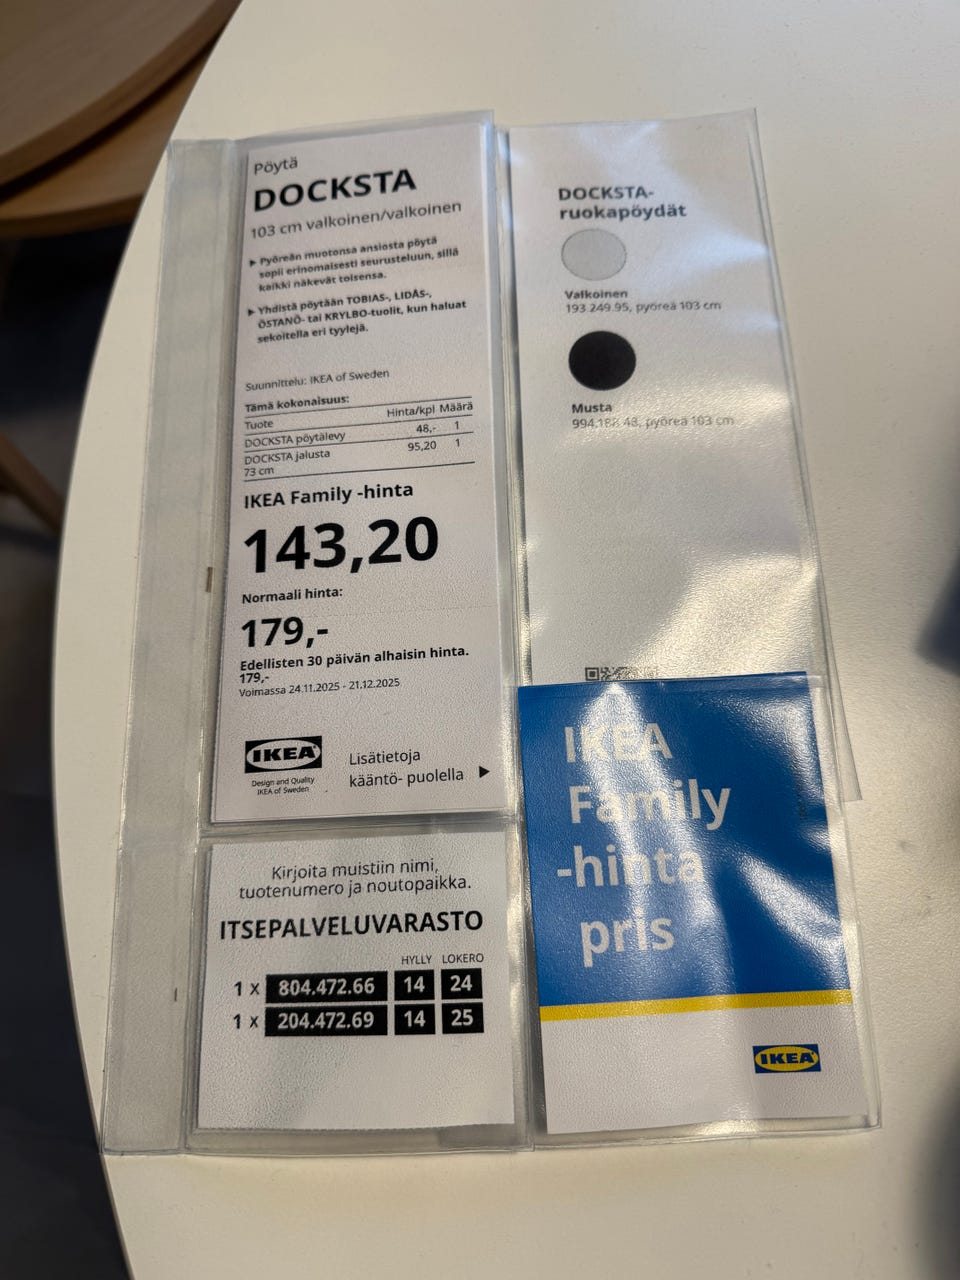 Pöytä
DOCKSTA
103 cm valkoinen/valkoinen
▶ Pyöreän muotonsa ansiosta pöytä
sopii erinomaisesti seurusteluun, sillä
kaikki näkevät toisensa.
▶ Yhdistä pöytään TOBIAS-, LIDÅS-,
ÖSTANÖ- tai KRYLBO-tuolit, kun haluat
sekoitella eri tyylejä.
Suunnittelu: IKEA of Sweden
Tämä kokonaisuus:
Tuote Hinta/kpl Määrä
DOCKSTA pöytälevy 48,- 1
DOCKSTA jalusta 95,20 1
73 cm
IKEA Family -hinta
143,20
Normaali hinta:
179,-
Edellisten 30 päivän alhaisin hinta.
179,-
Voimassa 24.11.2025 - 21.12.2025
IKEA
Design and Quality
IKEA of Sweden
Lisätietoja
kääntö- puolella ▶
Kirjoita muistiin nimi,
tuotenumero ja noutopaikka.
ITSEPALVELUVARASTO
HYLLY LOKERO
1 x 804.472.66 14 24
1 x 204.472.69 14 25
DOCKSTA-
ruokapöydät
Valkoinen
193 249.95, pyöreä 103 cm
Musta
994.188 48, pyöreä 103 cm
IKEA
Family
-hinta
pris
IKEA